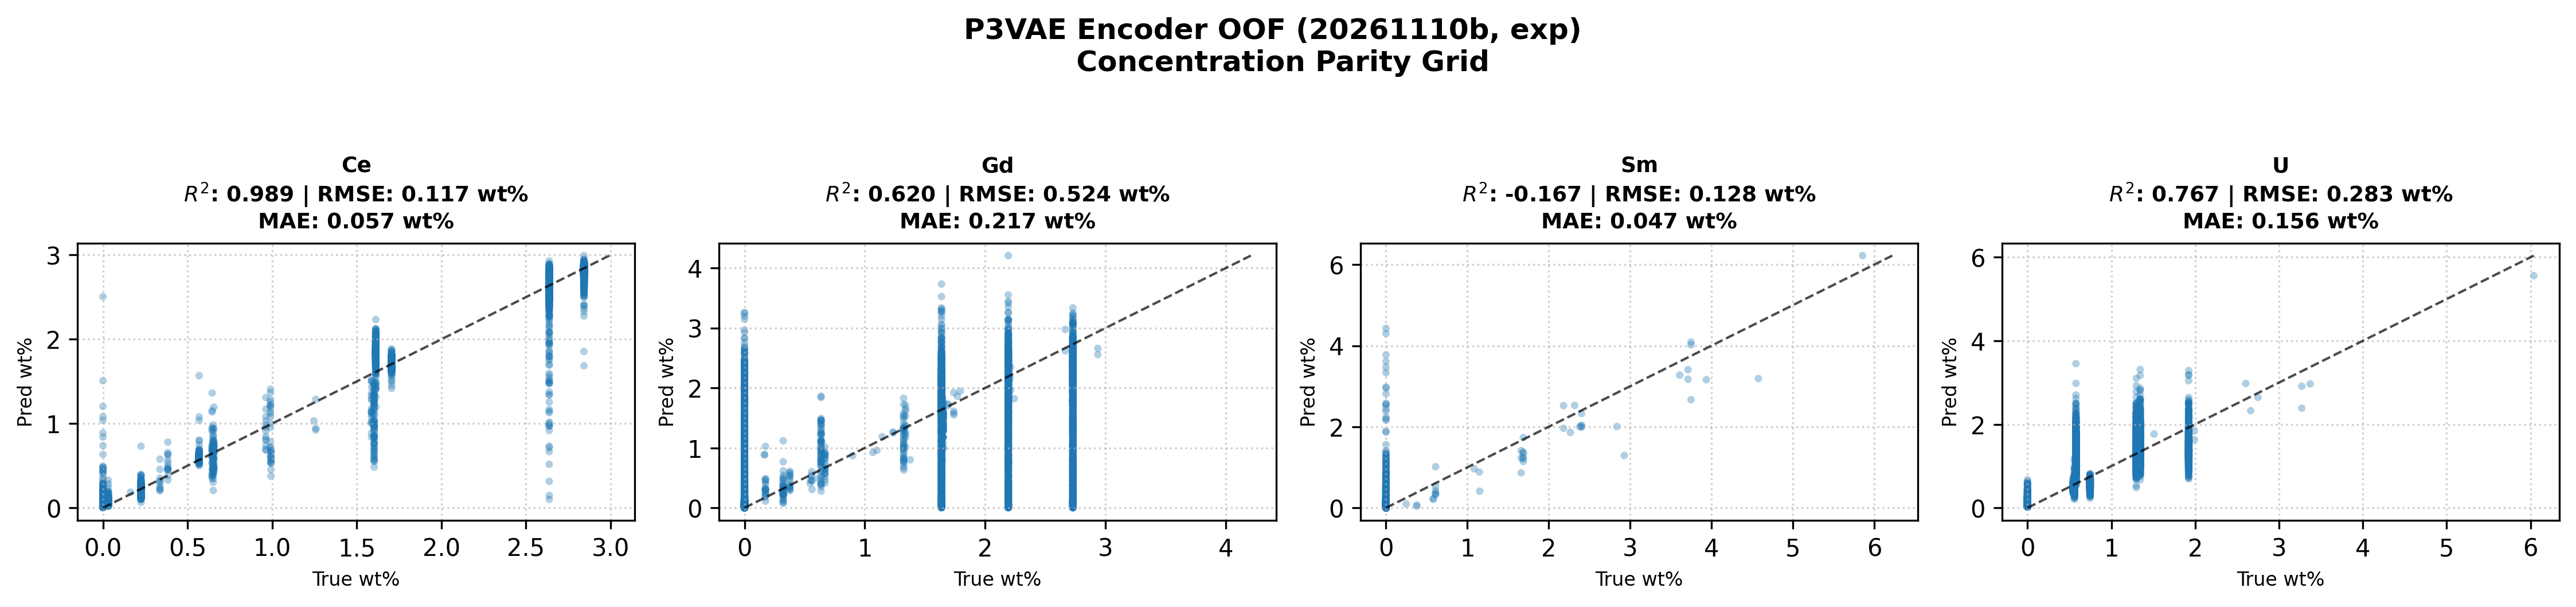 P3VAE Encoder OOF (20261110b, exp)
Concentration Parity Grid
Ce
R²: 0.989 | RMSE: 0.117 wt%
MAE: 0.057 wt%
Pred wt%
3
2
1
0
0.0 0.5 1.0 1.5 2.0 2.5 3.0
True wt%
Gd
R²: 0.620 | RMSE: 0.524 wt%
MAE: 0.217 wt%
Pred wt%
4
3
2
1
0
0 1 2 3 4
True wt%
Sm
R²: -0.167 | RMSE: 0.128 wt%
MAE: 0.047 wt%
Pred wt%
6
4
2
0
0 1 2 3 4 5 6
True wt%
U
R²: 0.767 | RMSE: 0.283 wt%
MAE: 0.156 wt%
Pred wt%
6
4
2
0
0 1 2 3 4 5 6
True wt%